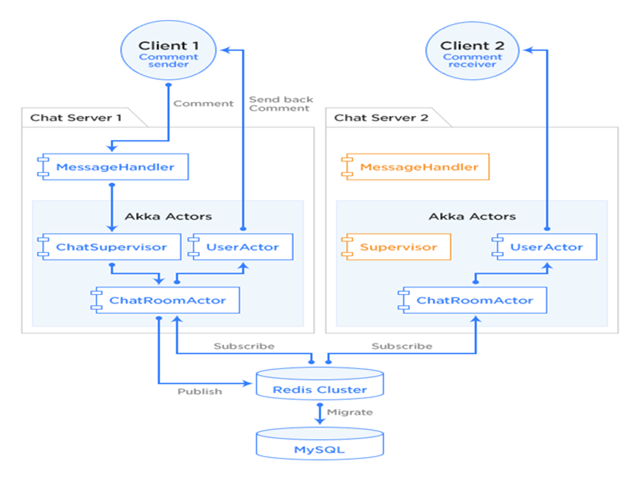 Client 1
Comment
sender
Client 2
Comment
receiver
Comment
Send back
Comment
Chat Server 1
Chat Server 2
MessageHandler
MessageHandler
Akka Actors
Akka Actors
ChatSupervisor
UserActor
Supervisor
UserActor
ChatRoomActor
ChatRoomActor
Subscribe
Subscribe
Publish
Redis Cluster
Migrate
MySQL